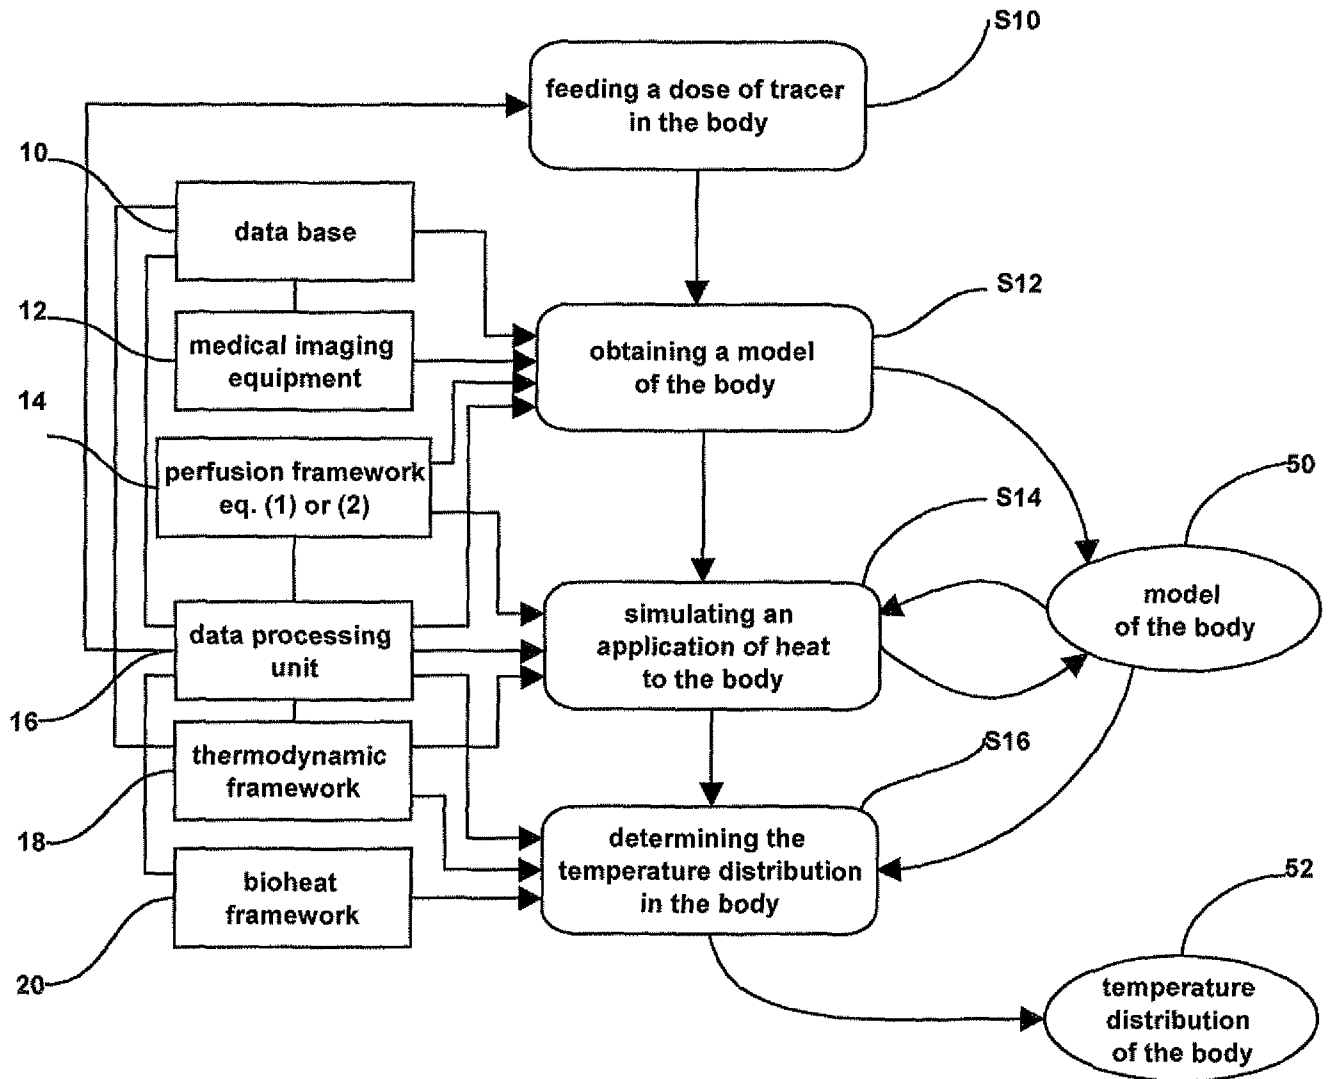 S10
feeding a dose of tracer
in the body
10
data base
S12
12
medical imaging
equipment
obtaining a model
of the body
14
perfusion framework
eq. (1) or (2)
S14
50
simulating an
application of heat
to the body
model
of the body
data processing
unit
16
S16
thermodynamic
framework
18
determining the
temperature distribution
in the body
bioheat
framework
52
20
temperature
distribution
of the body